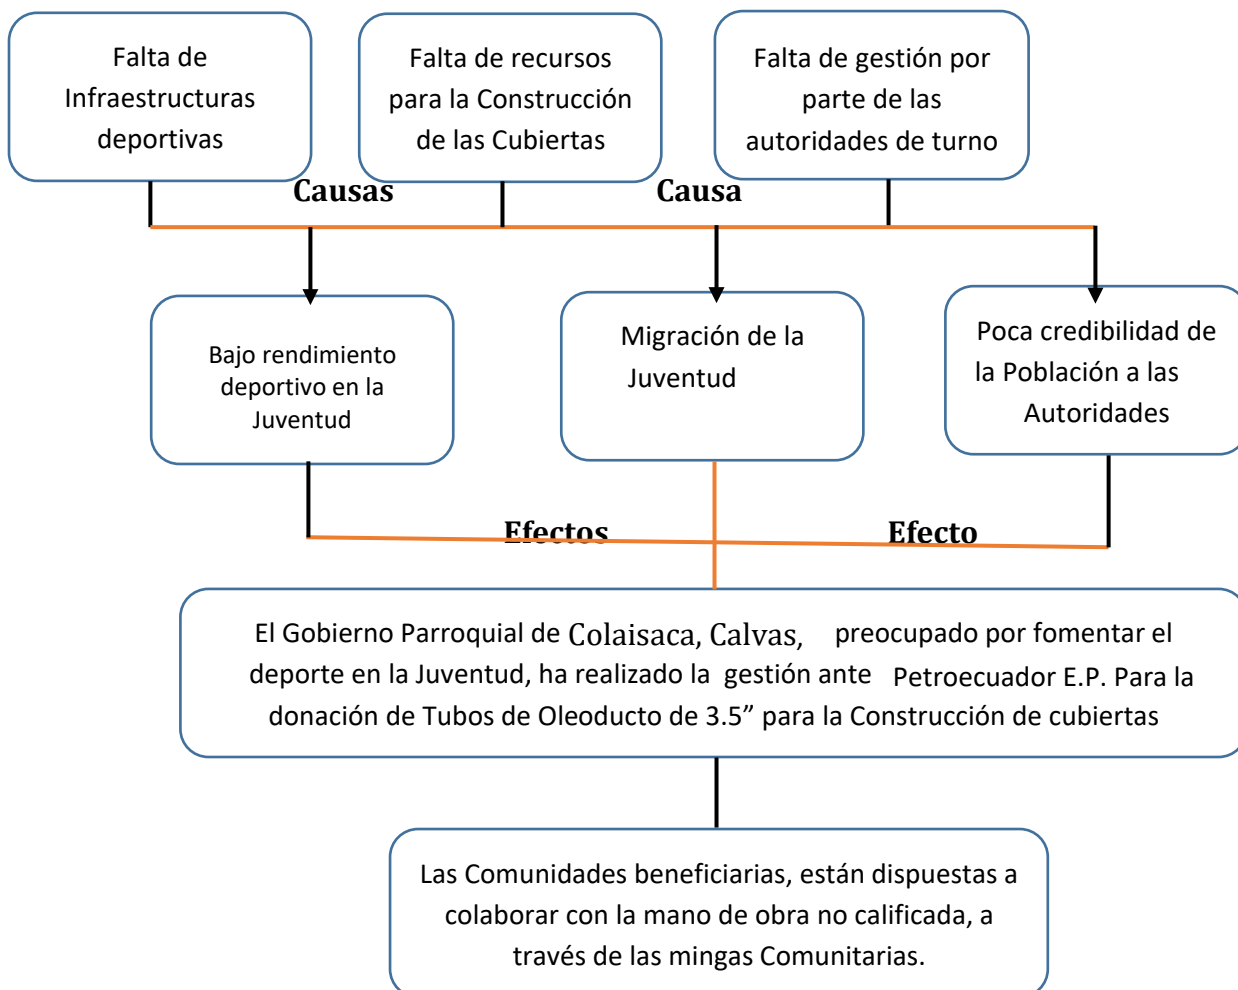 Falta de
Infraestructuras
deportivas
Falta de recursos
para la Construcción
de las Cubiertas
Falta de gestión por
parte de las
autoridades de turno
Causas
Causa
Bajo rendimiento
deportivo en la
Juventud
Migración de la
Juventud
Poca credibilidad de
la Población a las
Autoridades
Efectos
Efecto
El Gobierno Parroquial de Colaisaca, Calvas, preocupado por fomentar el
deporte en la Juventud, ha realizado la gestión ante Petroecuador E.P. Para la
donación de Tubos de Oleoducto de 3.5” para la Construcción de cubiertas
Las Comunidades beneficiarias, están dispuestas a
colaborar con la mano de obra no calificada, a
través de las mingas Comunitarias.